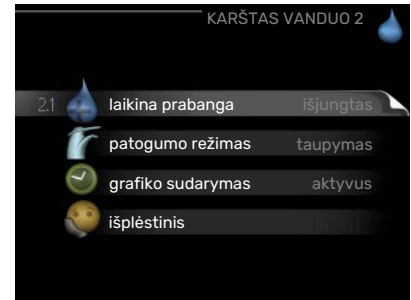 KARŠTAS VANDUO 2
2.1 laikina prabanga išjungtas
patogumo režimas taupymas
grafiko sudarymas aktyvus
išplėstinis